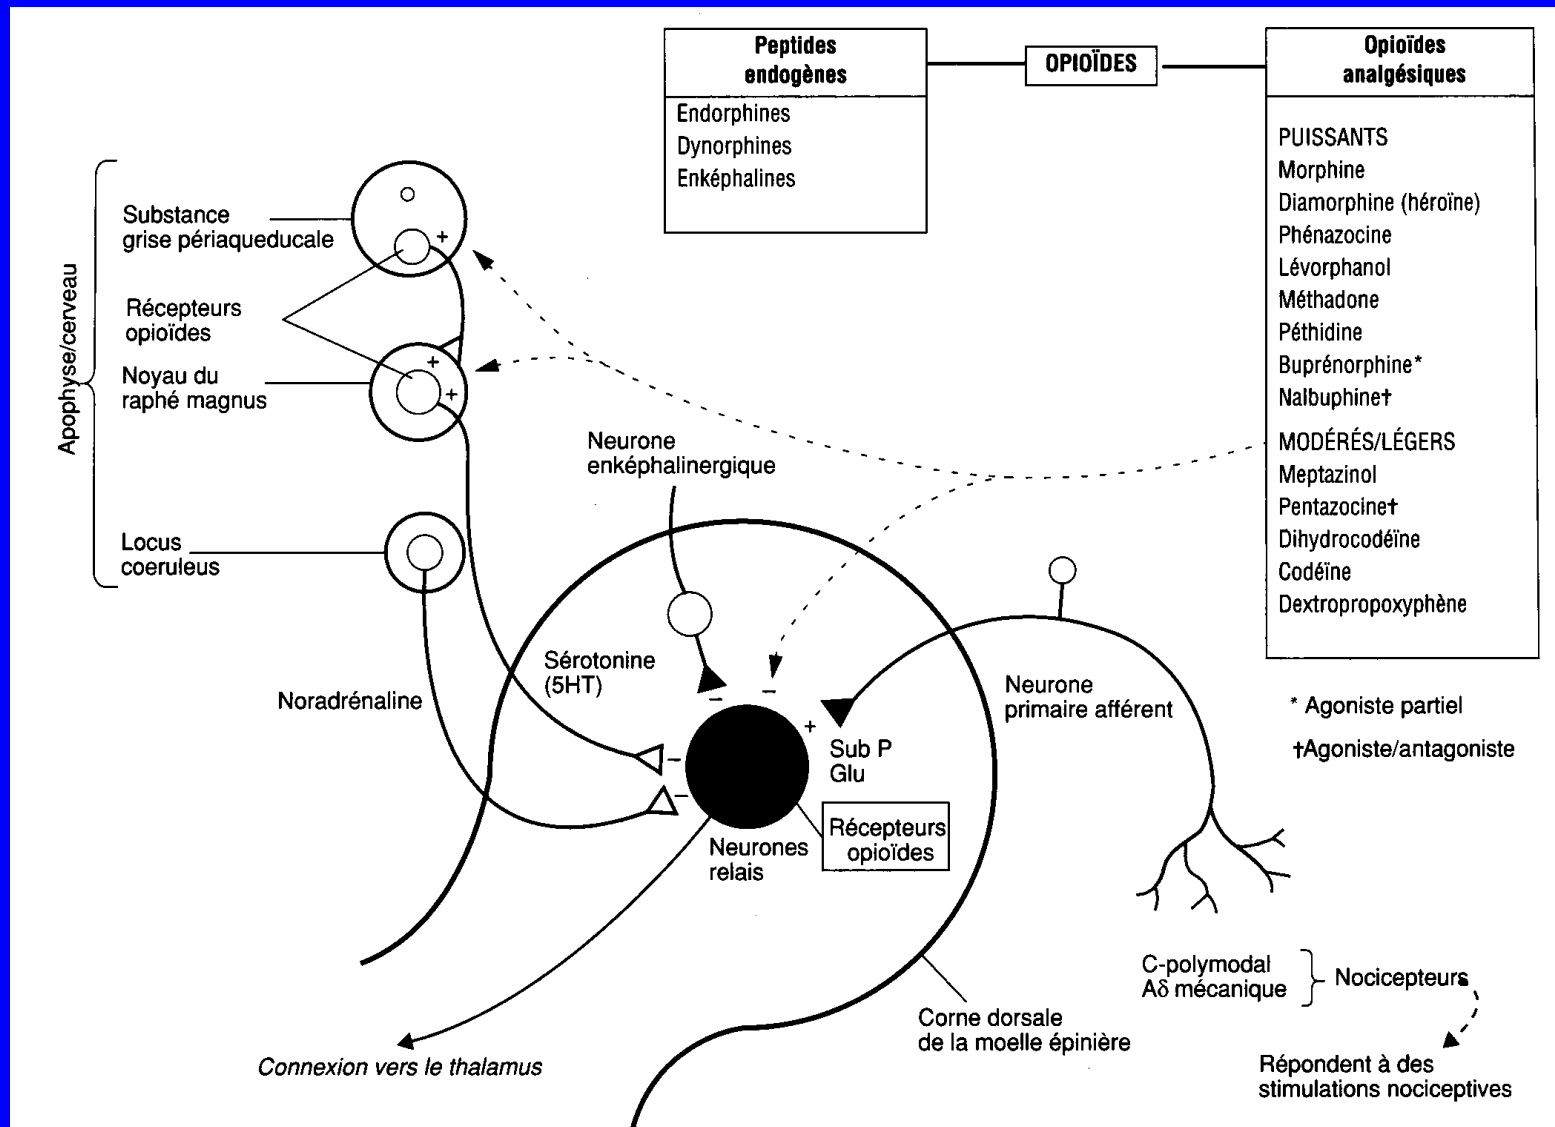 Peptides
endogènes
Endorphines
Dynorphines
Enképhalines
OPIOÏDES
Opioïdes
analgésiques
PUISSANTS
Morphine
Diamorphine (héroïne)
Phénazocine
Lévorphanol
Méthadone
Péthidine
Buprénorphine*
Nalbuphine†
MODÉRÉS/LÉGERS
Meptazinol
Pentazocine†
Dihydrocodéïne
Codéïne
Dextropropoxyphène
* Agoniste partiel
†Agoniste/antagoniste
Apophyse/cerveau
Substance
grise périaqueducale
+
Récepteurs
opioïdes
+
+
Noyau du
raphé magnus
Locus
coeruleus
Neurone
enképhalinergique
Sérotonine
(5HT)
Noradrénaline
–
–
–
–
+
Sub P
Glu
Neurone
primaire afférent
Récepteurs
opioïdes
Neurones
relais
C-polymodal
Aδ mécanique
Nocicepteurs
Corne dorsale
de la moelle épinière
Connexion vers le thalamus
Répondent à des
stimulations nociceptives